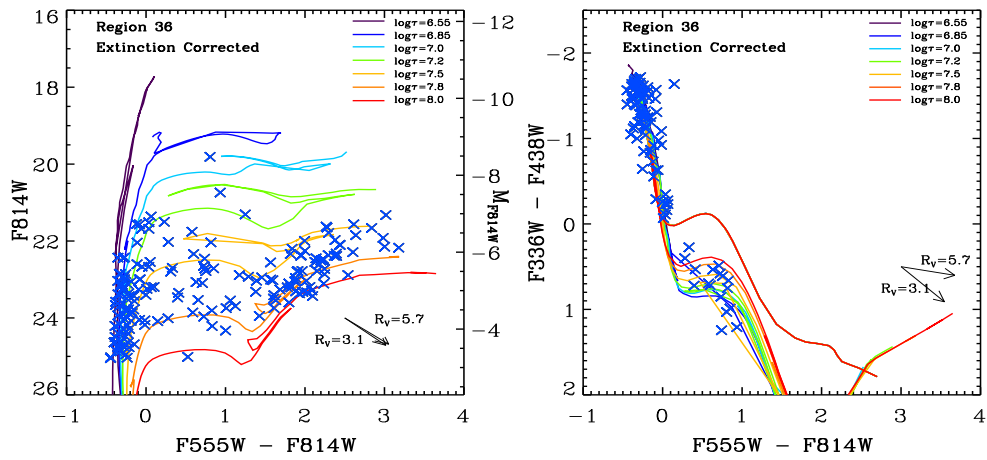 Region 36
Extinction Corrected
logτ=6.55
logτ=6.85
logτ=7.0
logτ=7.2
logτ=7.5
logτ=7.8
logτ=8.0
16
18
20
22
24
26
F814W
−12
−10
−8
−6
−4
M_F814W
R_V=5.7
R_V=3.1
−1
0
1
2
3
4
F555W − F814W
Region 36
Extinction Corrected
logτ=6.55
logτ=6.85
logτ=7.0
logτ=7.2
logτ=7.5
logτ=7.8
logτ=8.0
−2
−1
0
1
2
F336W − F438W
R_V=5.7
R_V=3.1
−1
0
1
2
3
4
F555W − F814W